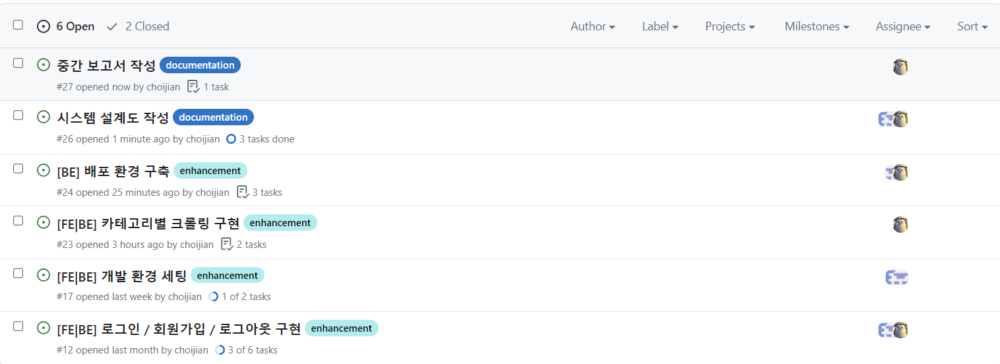 6 Open 2 Closed Author Label Projects Milestones Assignee Sort
중간 보고서 작성 documentation
#27 opened now by choijian 1 task
시스템 설계도 작성 documentation
#26 opened 1 minute ago by choijian 3 tasks done
[BE] 배포 환경 구축 enhancement
#24 opened 25 minutes ago by choijian 3 tasks
[FE|BE] 카테고리별 크롤링 구현 enhancement
#23 opened 3 hours ago by choijian 2 tasks
[FE|BE] 개발 환경 세팅 enhancement
#17 opened last week by choijian 1 of 2 tasks
[FE|BE] 로그인 / 회원가입 / 로그아웃 구현 enhancement
#12 opened last month by choijian 3 of 6 tasks